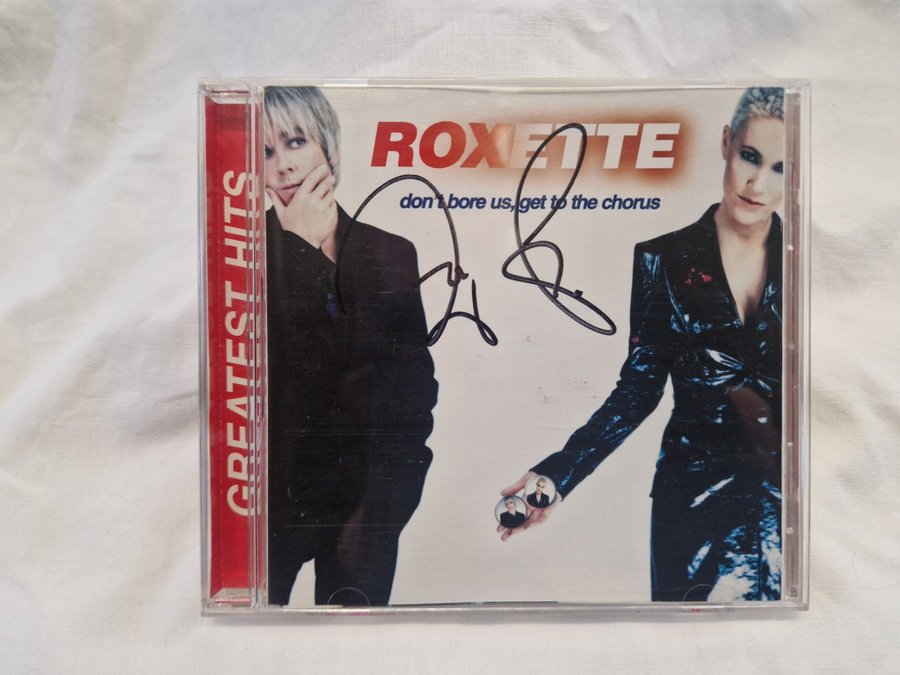 ROXETTE
don't bore us, get to the chorus
GREATEST HITS